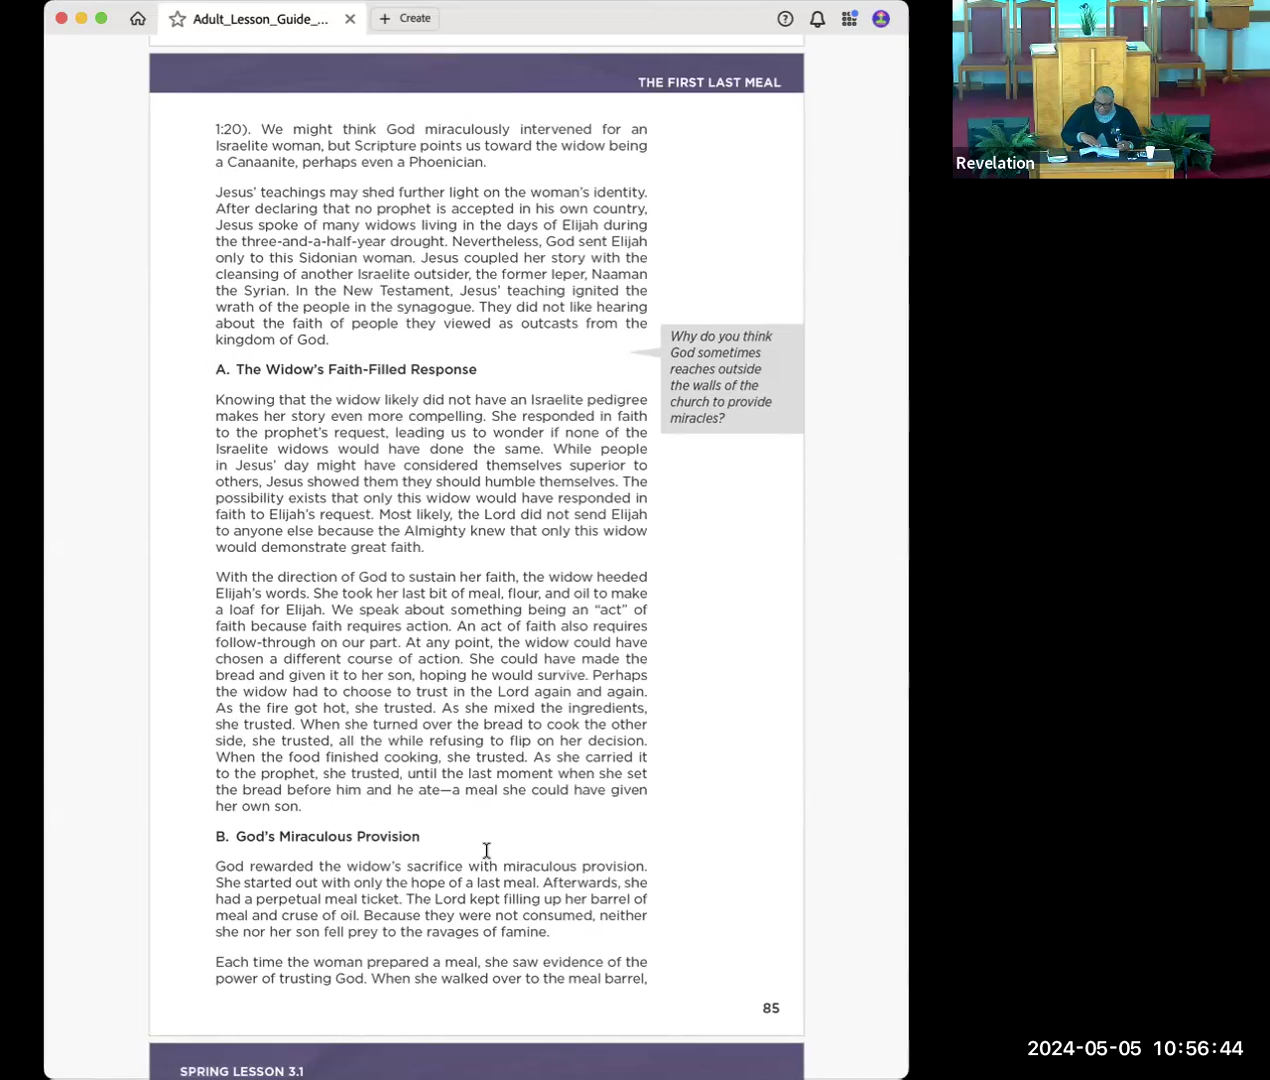 Adult_Lesson_Guide_...
Create
THE FIRST LAST MEAL
1:20). We might think God miraculously intervened for an
Israelite woman, but Scripture points us toward the widow being
a Canaanite, perhaps even a Phoenician.
Jesus’ teachings may shed further light on the woman’s identity.
After declaring that no prophet is accepted in his own country,
Jesus spoke of many widows living in the days of Elijah during
the three-and-a-half-year drought. Nevertheless, God sent Elijah
only to this Sidonian woman. Jesus coupled her story with the
cleansing of another Israelite outsider, the former leper, Naaman
the Syrian. In the New Testament, Jesus’ teaching ignited the
wrath of the people in the synagogue. They did not like hearing
about the faith of people they viewed as outcasts from the
kingdom of God.
Why do you think
God sometimes
reaches outside
the walls of the
church to provide
miracles?
A. The Widow’s Faith-Filled Response
Knowing that the widow likely did not have an Israelite pedigree
makes her story even more compelling. She responded in faith
to the prophet’s request, leading us to wonder if none of the
Israelite widows would have done the same. While people
in Jesus’ day might have considered themselves superior to
others, Jesus showed them they should humble themselves. The
possibility exists that only this widow would have responded in
faith to Elijah’s request. Most likely, the Lord did not send Elijah
to anyone else because the Almighty knew that only this widow
would demonstrate great faith.
With the direction of God to sustain her faith, the widow heeded
Elijah’s words. She took her last bit of meal, flour, and oil to make
a loaf for Elijah. We speak about something being an “act” of
faith because faith requires action. An act of faith also requires
follow-through on our part. At any point, the widow could have
chosen a different course of action. She could have made the
bread and given it to her son, hoping he would survive. Perhaps
the widow had to choose to trust in the Lord again and again.
As the fire got hot, she trusted. As she mixed the ingredients,
she trusted. When she turned over the bread to cook the other
side, she trusted, all the while refusing to flip on her decision.
When the food finished cooking, she trusted. As she carried it
to the prophet, she trusted, until the last moment when she set
the bread before him and he ate—a meal she could have given
her own son.
B. God’s Miraculous Provision
God rewarded the widow’s sacrifice with miraculous provision.
She started out with only the hope of a last meal. Afterwards, she
had a perpetual meal ticket. The Lord kept filling up her barrel of
meal and cruse of oil. Because they were not consumed, neither
she nor her son fell prey to the ravages of famine.
Each time the woman prepared a meal, she saw evidence of the
power of trusting God. When she walked over to the meal barrel,
85
SPRING LESSON 3.1
Revelation
2024-05-05 10:56:44